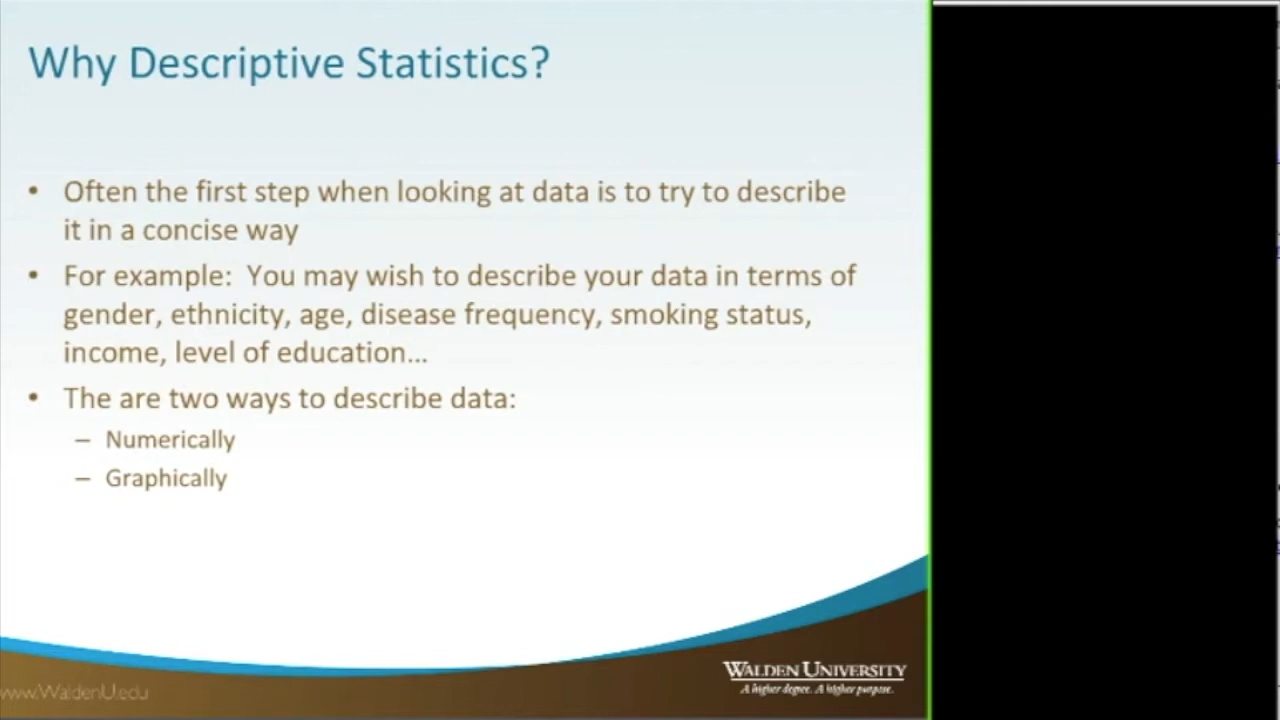 Why Descriptive Statistics?
• Often the first step when looking at data is to try to describe
it in a concise way
• For example:  You may wish to describe your data in terms of
gender, ethnicity, age, disease frequency, smoking status,
income, level of education...
• The are two ways to describe data:
– Numerically
– Graphically
WALDEN UNIVERSITY
A higher degree. A higher purpose.
www.WaldenU.edu